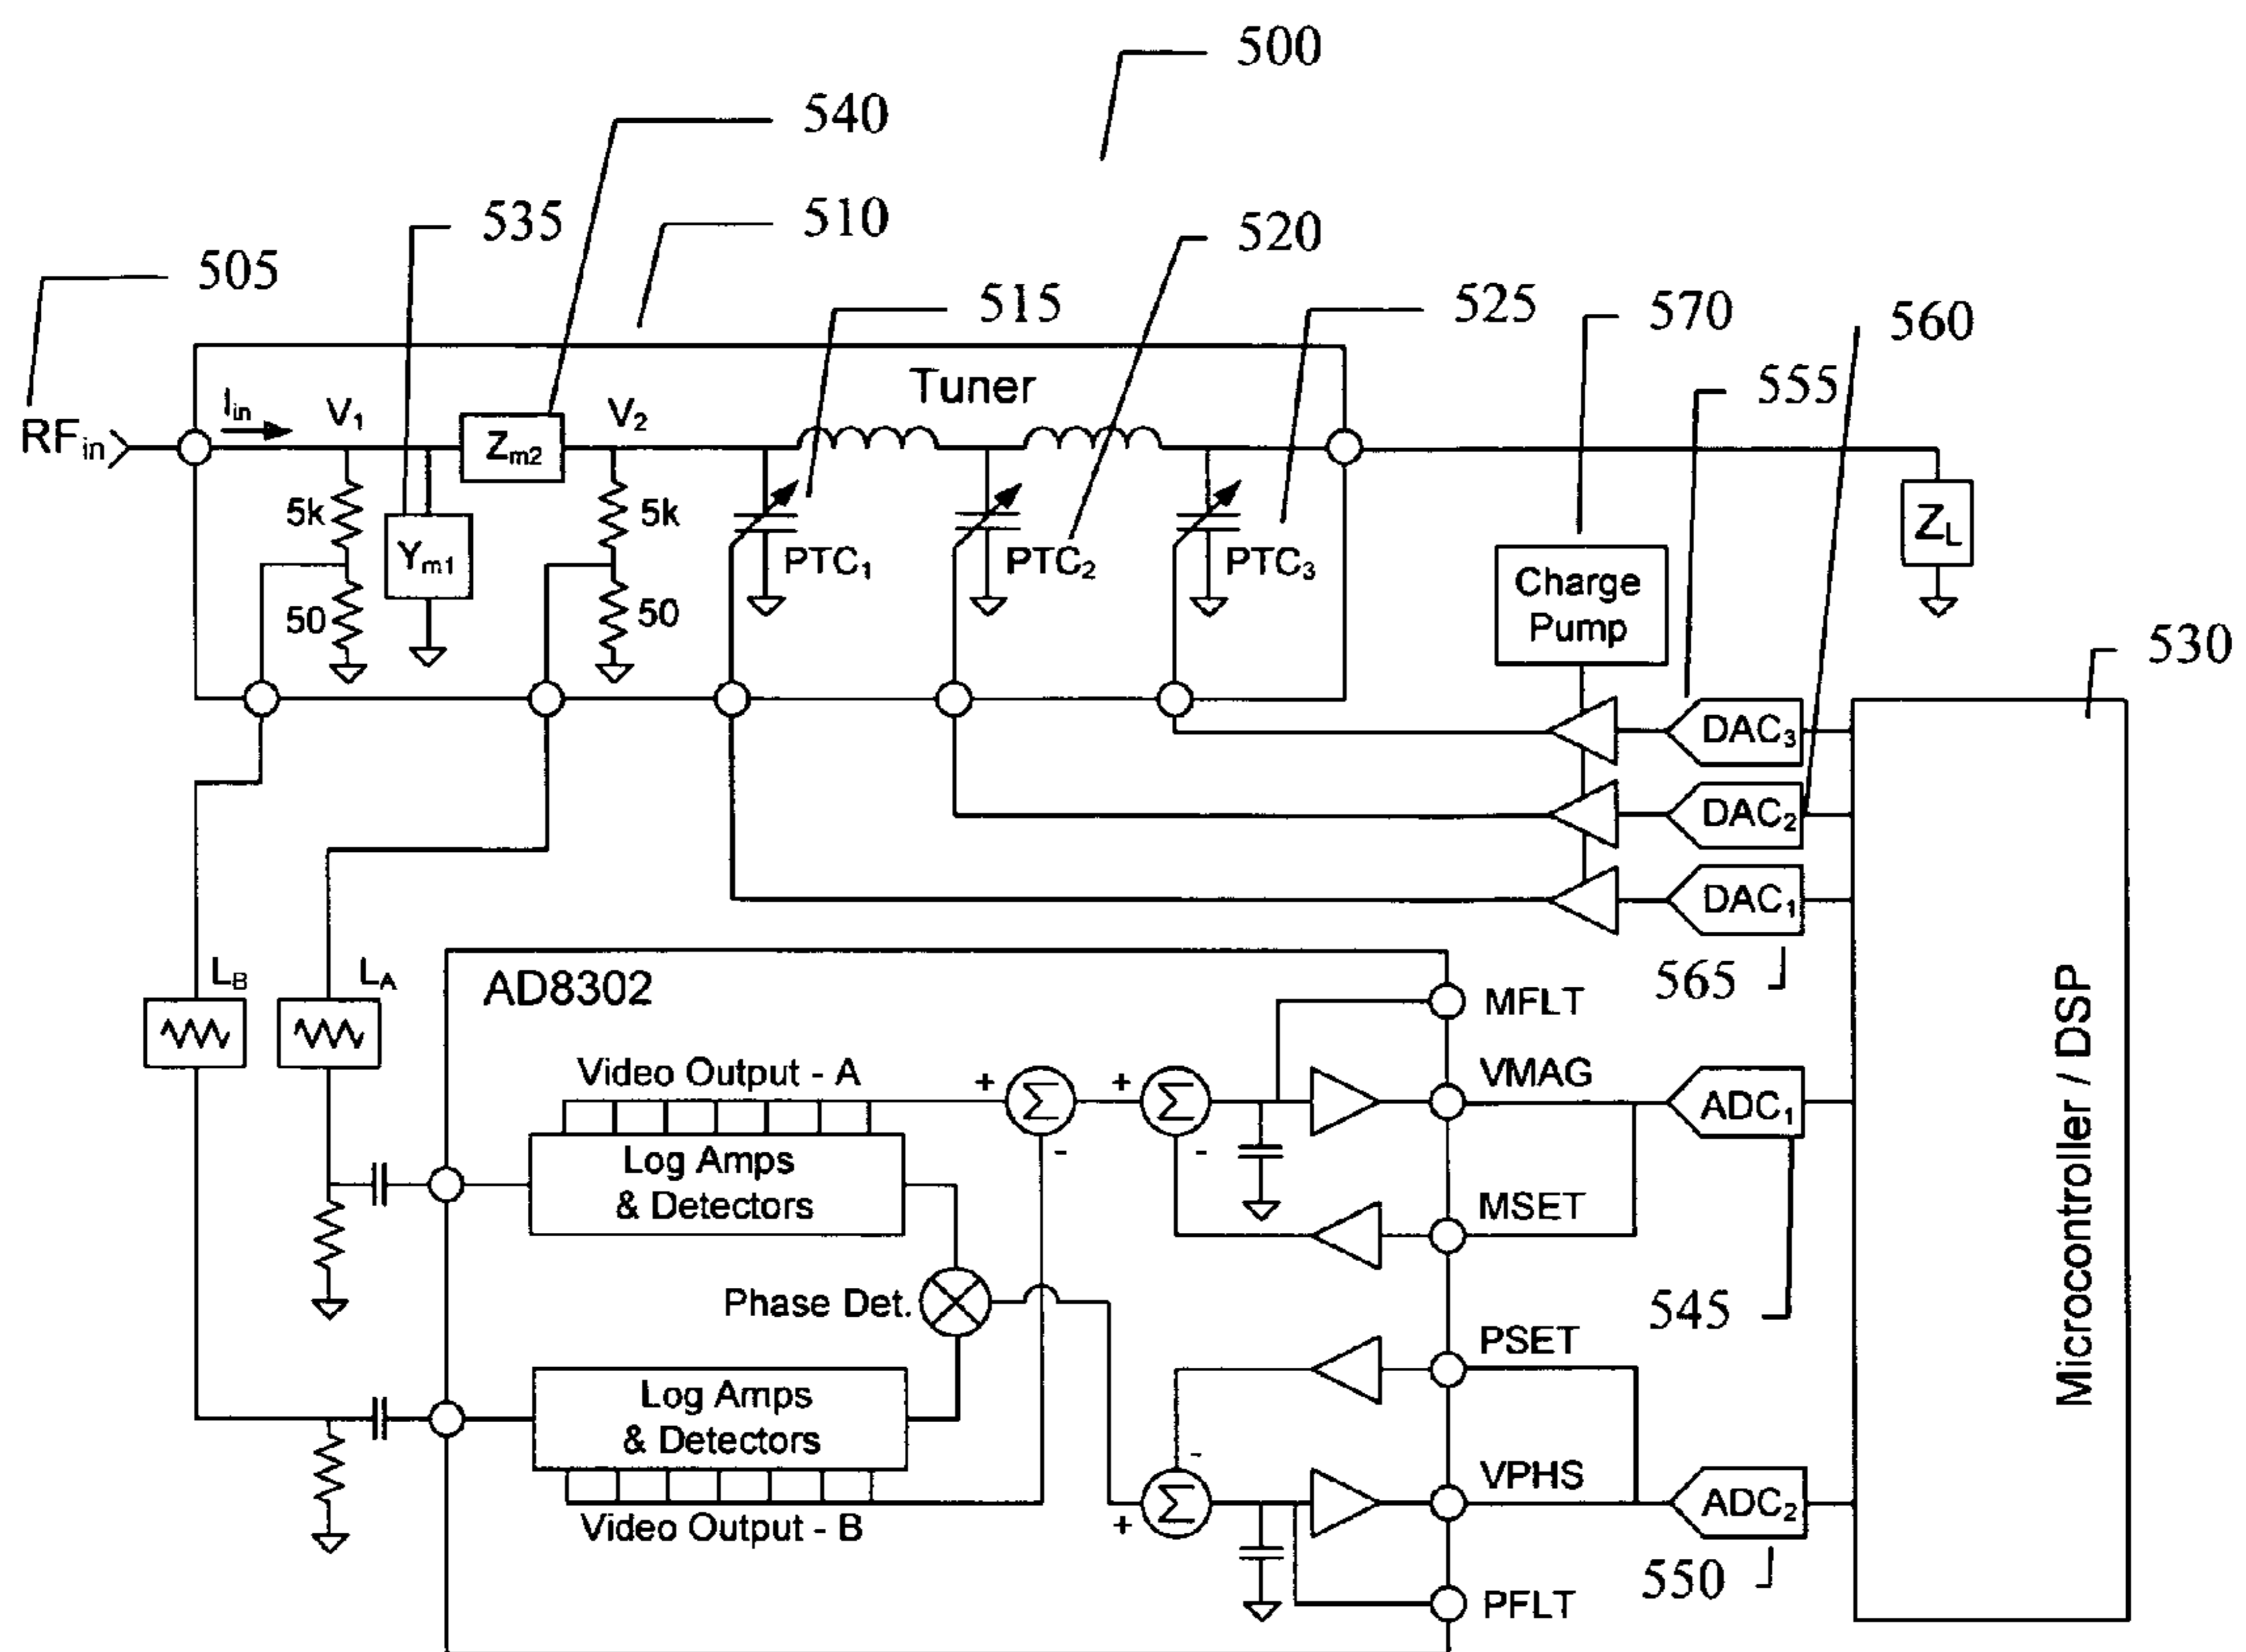 500
540
535
510
520
505
515
525
570
560
555
Tuner
RFin
Iin
V1
Zm2
V2
5k
Ym1
50
5k
50
PTC1
PTC2
PTC3
Charge
Pump
ZL
530
DAC3
DAC2
DAC1
565
LB
LA
AD8302
MFLT
Video Output - A
+
Σ
+
Σ
VMAG
ADC1
Log Amps
& Detectors
-
-
MSET
Phase Det.
545
Microcontroller / DSP
PSET
Log Amps
& Detectors
-
Σ
+
VPHS
ADC2
Video Output - B
550
PFLT